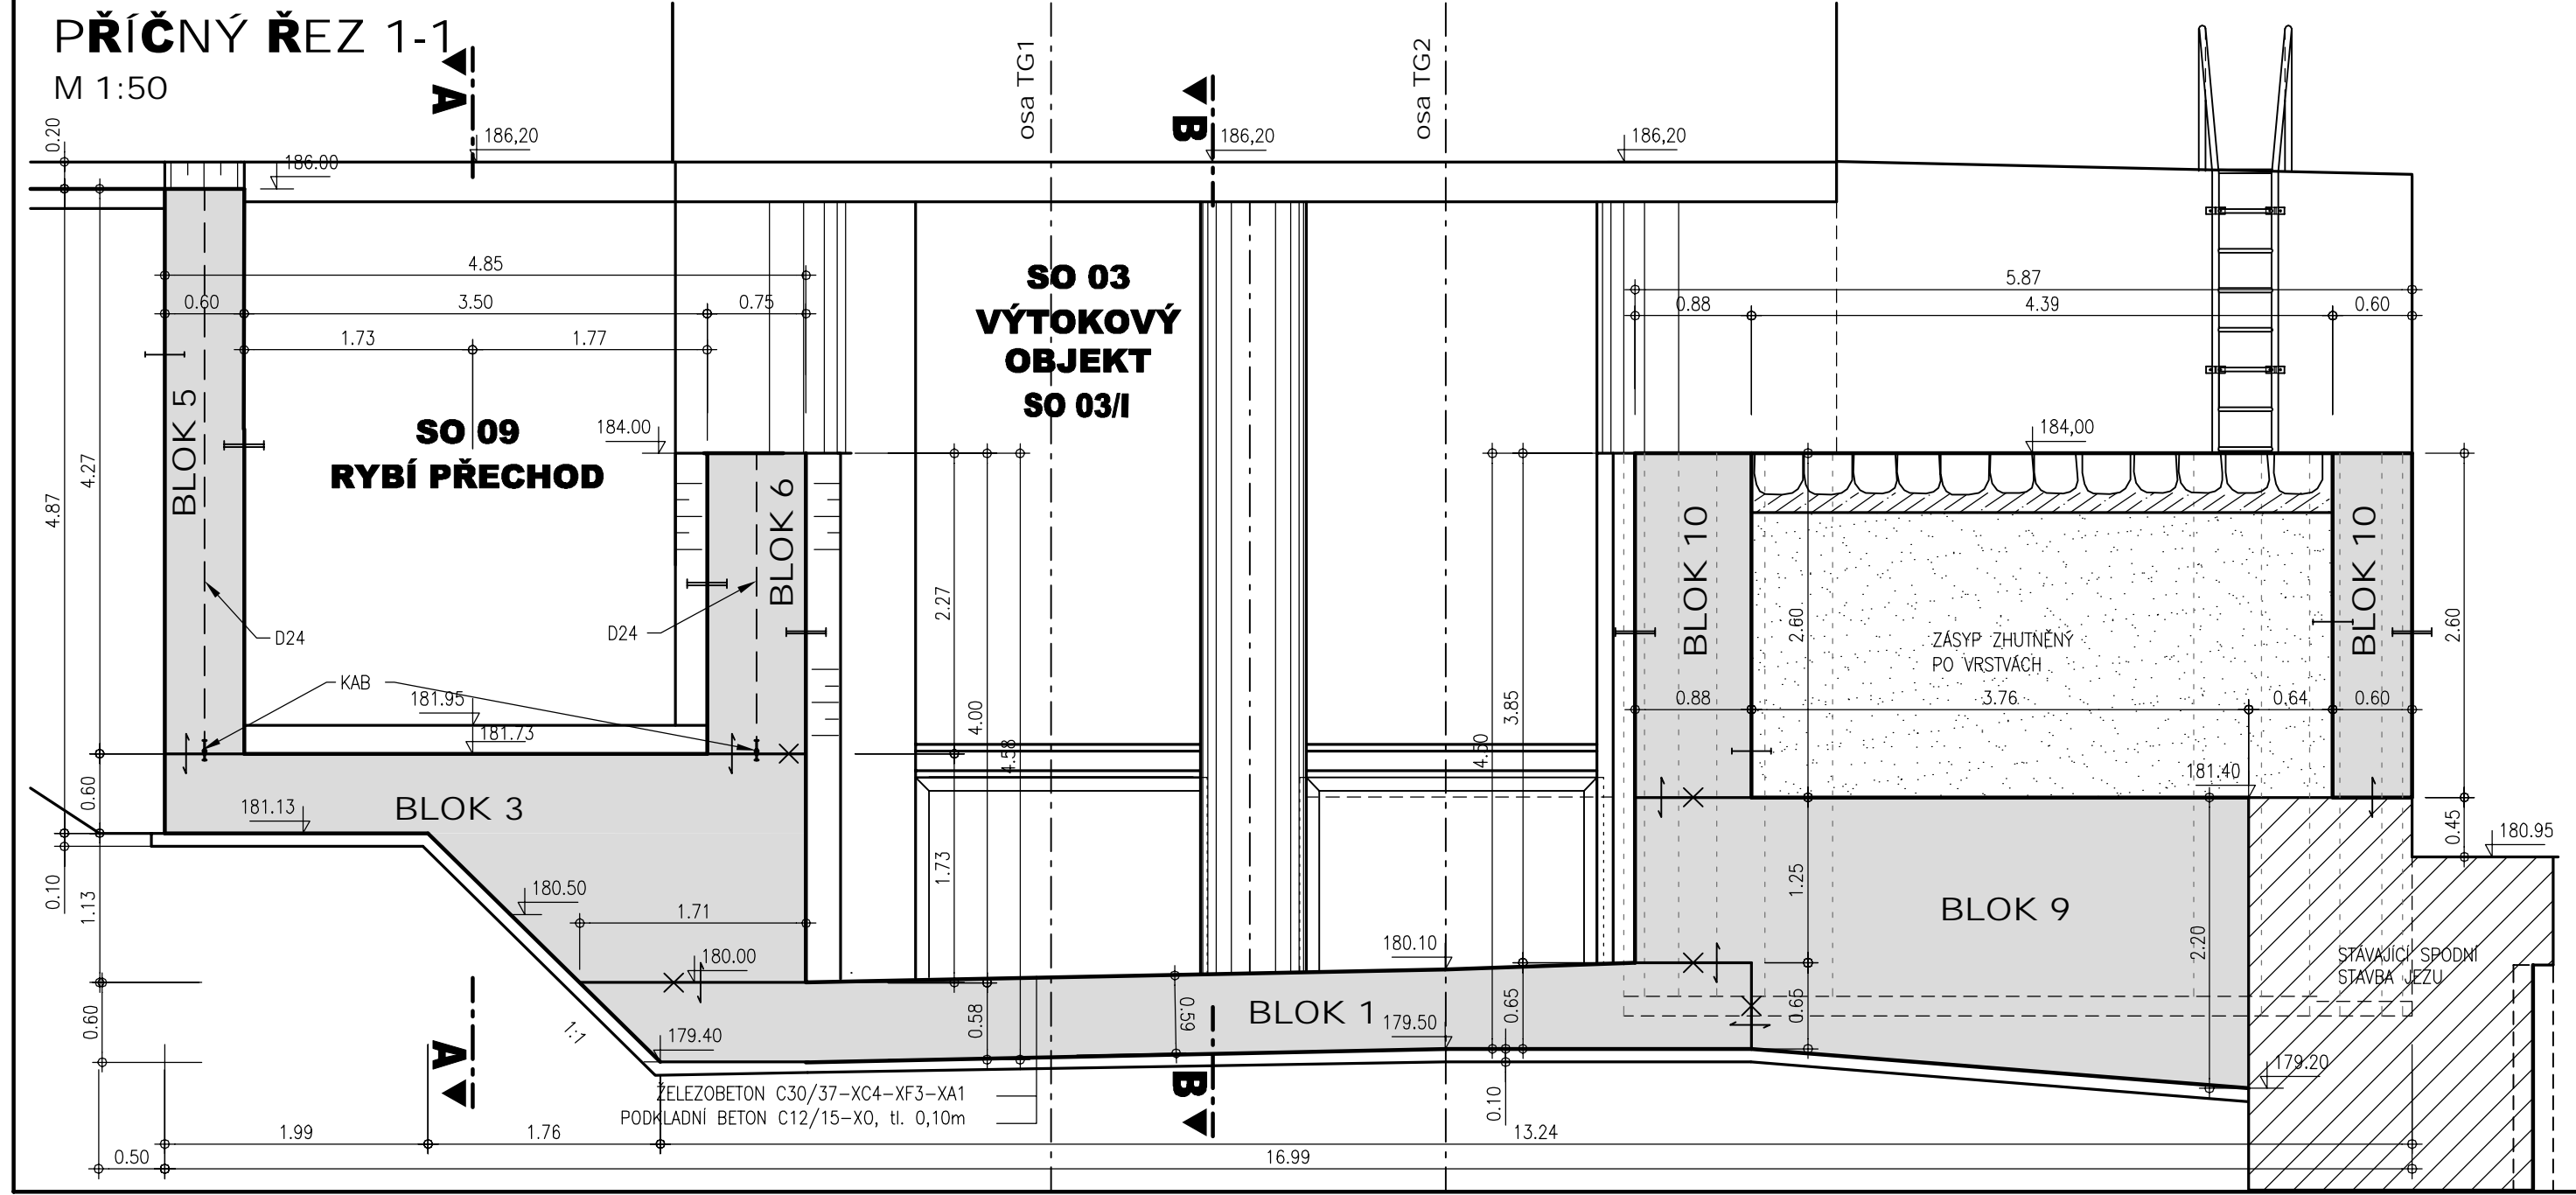 PŘÍČNÝ ŘEZ 1-1
M 1:50
A
B
osa TG1
osa TG2
0.20
186,20
186,20
186,20
186.00
4.85
0.60
3.50
0.75
1.73
1.77
5.87
0.88
4.39
0.60
SO 03
VÝTOKOVÝ
OBJEKT
SO 03/I
SO 09
RYBÍ PŘECHOD
BLOK 5
BLOK 6
BLOK 10
BLOK 10
184.00
184,00
4.27
4.87
2.27
4.00
4.58
3.85
4.50
2.60
2.60
D24
D24
KAB
ZÁSYP ZHUTNĚNÝ
PO VRSTVÁCH
181.95
181.73
0.88
3.76
0.64
0.60
181.40
0.60
181.13
BLOK 3
0.45
180.95
0.10
1.13
180.50
1.71
1.73
1.25
BLOK 9
2.20
180.00
180.10
STÁVAJÍCÍ SPODNÍ
STAVBA JEZU
0.60
1:1
179.40
0.58
0.59
BLOK 1
179.50
0.65
0.65
179.20
A
B
ŽELEZOBETON C30/37-XC4-XF3-XA1
PODKLADNÍ BETON C12/15-X0, tl. 0,10m
0.10
1.99
1.76
13.24
0.50
16.99